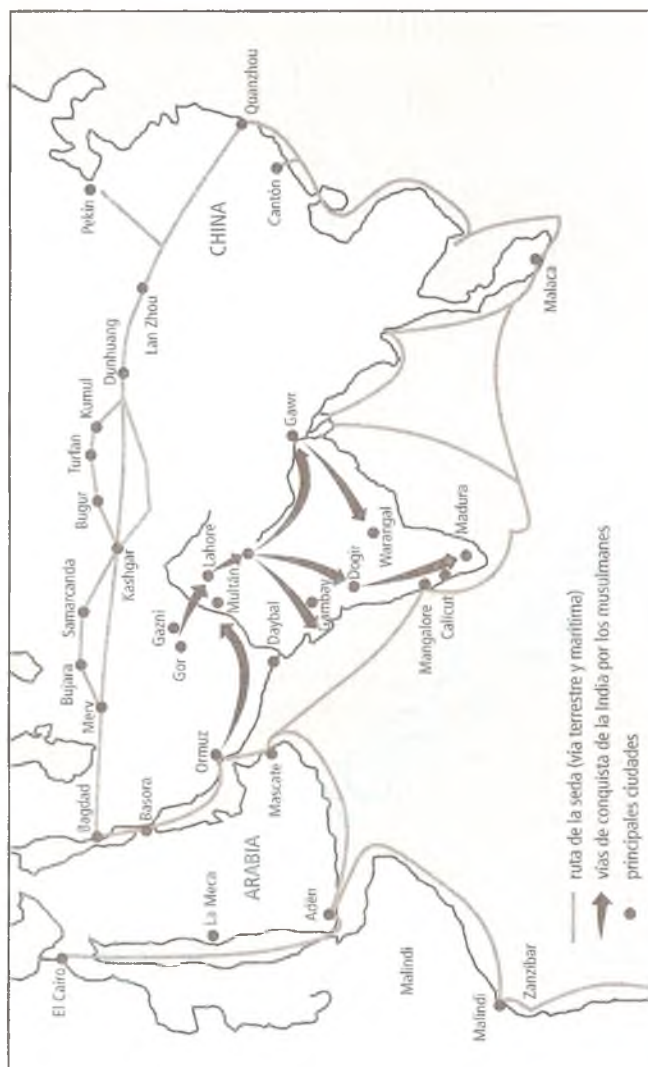 El Cairo
Bagdad
Basora
La Meca
ARABIA
Adén
Malindi
Malindi
Zanzibar
Mascate
Ormuz
Merv
Bujara
Samarcanda
Kashgar
Bugur
Turfan
Kumul
Dunhuang
Lan Zhou
Pekín
CHINA
Quanzhou
Cantón
Gazni
Gor
Lahore
Multán
Daybal
Cambay
Dogir
Warangal
Gawr
Mangalore
Calicut
Madura
Malaca
ruta de la seda (vía terrestre y marítima)
vías de conquista de la India por los musulmanes
principales ciudades